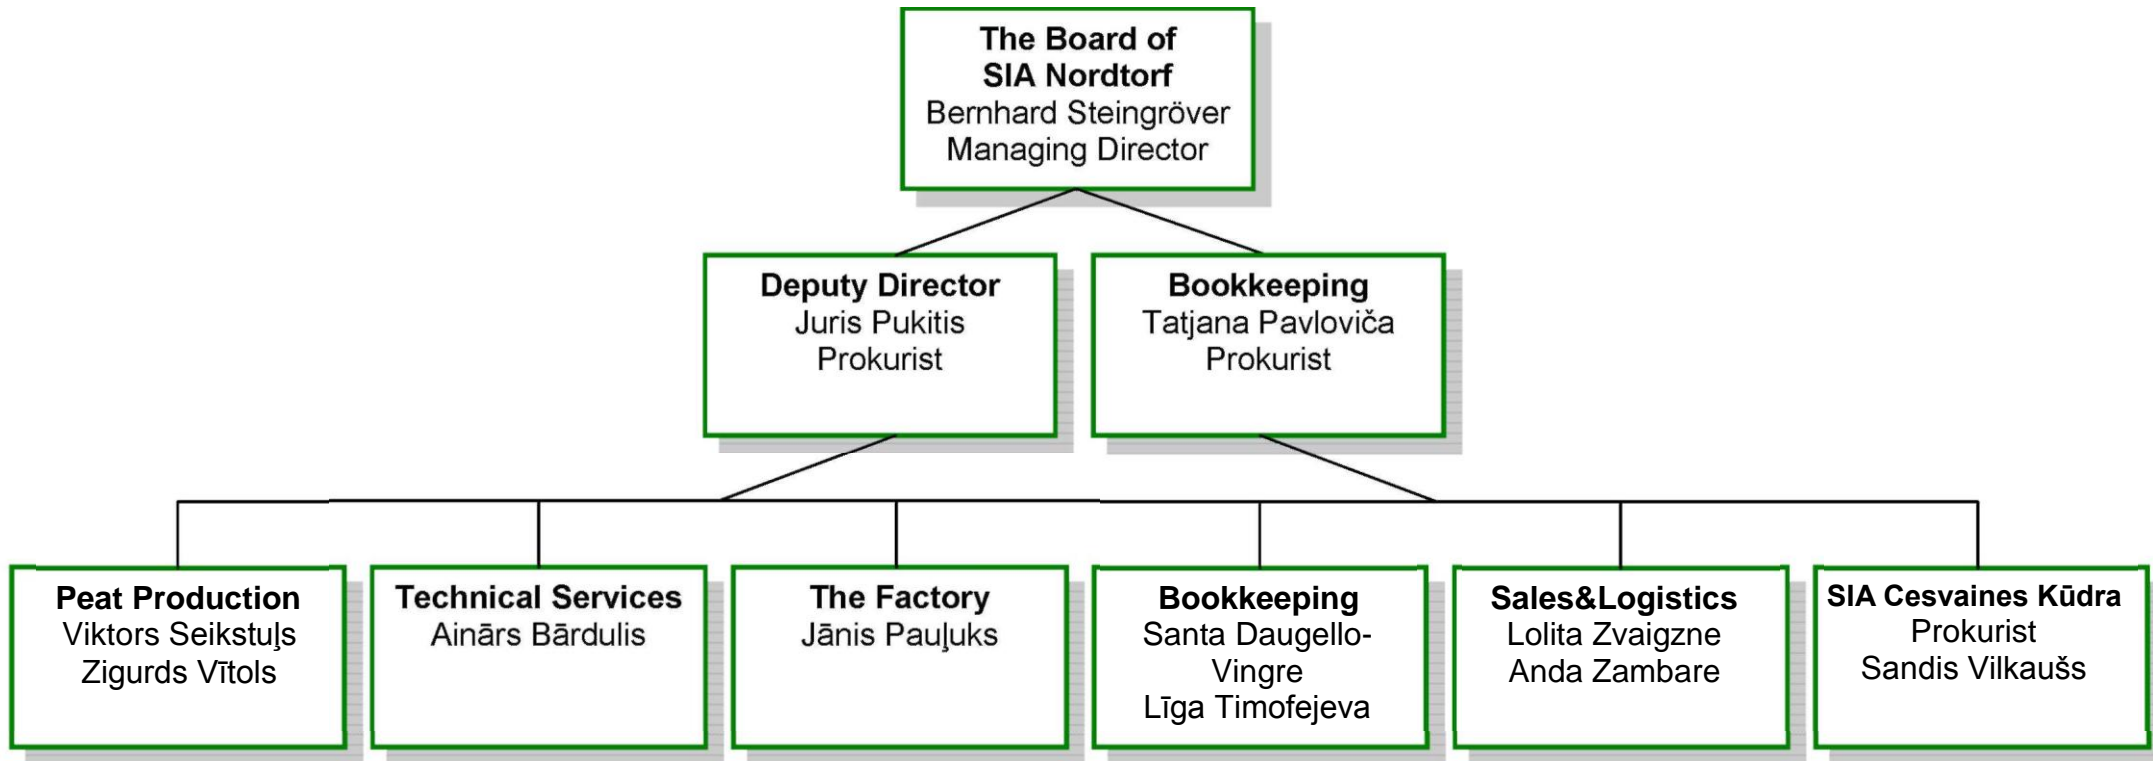 The Board of
SIA Nordtorf
Bernhard Steingröver
Managing Director
Deputy Director
Juris Pukitis
Prokurist
Bookkeeping
Tatjana Pavloviča
Prokurist
Peat Production
Viktors Seikstuļs
Zigurds Vītols
Technical Services
Ainārs Bārdulis
The Factory
Jānis Pauļuks
Bookkeeping
Santa Daugello-
Vingre
Līga Timofejeva
Sales&Logistics
Lolita Zvaigzne
Anda Zambare
SIA Cesvaines Kūdra
Prokurist
Sandis Vilkaušs